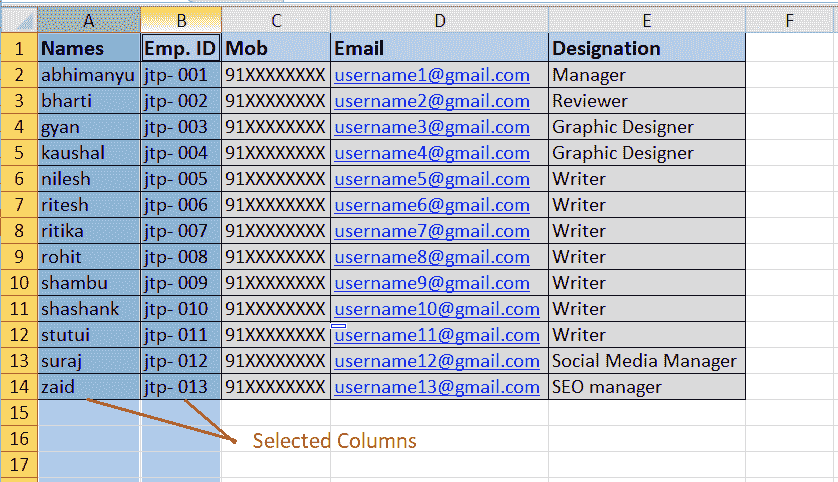 A B C D E F
1 Names Emp. ID Mob Email Designation
2 abhimanyu jtp- 001 91XXXXXXXX username1@gmail.com Manager
3 bharti jtp- 002 91XXXXXXXX username2@gmail.com Reviewer
4 gyan jtp- 003 91XXXXXXXX username3@gmail.com Graphic Designer
5 kaushal jtp- 004 91XXXXXXXX username4@gmail.com Graphic Designer
6 nilesh jtp- 005 91XXXXXXXX username5@gmail.com Writer
7 ritesh jtp- 006 91XXXXXXXX username6@gmail.com Writer
8 ritika jtp- 007 91XXXXXXXX username7@gmail.com Writer
9 rohit jtp- 008 91XXXXXXXX username8@gmail.com Writer
10 shambu jtp- 009 91XXXXXXXX username9@gmail.com Writer
11 shashank jtp- 010 91XXXXXXXX username10@gmail.com Writer
12 stutui jtp- 011 91XXXXXXXX username11@gmail.com Writer
13 suraj jtp- 012 91XXXXXXXX username12@gmail.com Social Media Manager
14 zaid jtp- 013 91XXXXXXXX username13@gmail.com SEO manager
15
16 Selected Columns
17